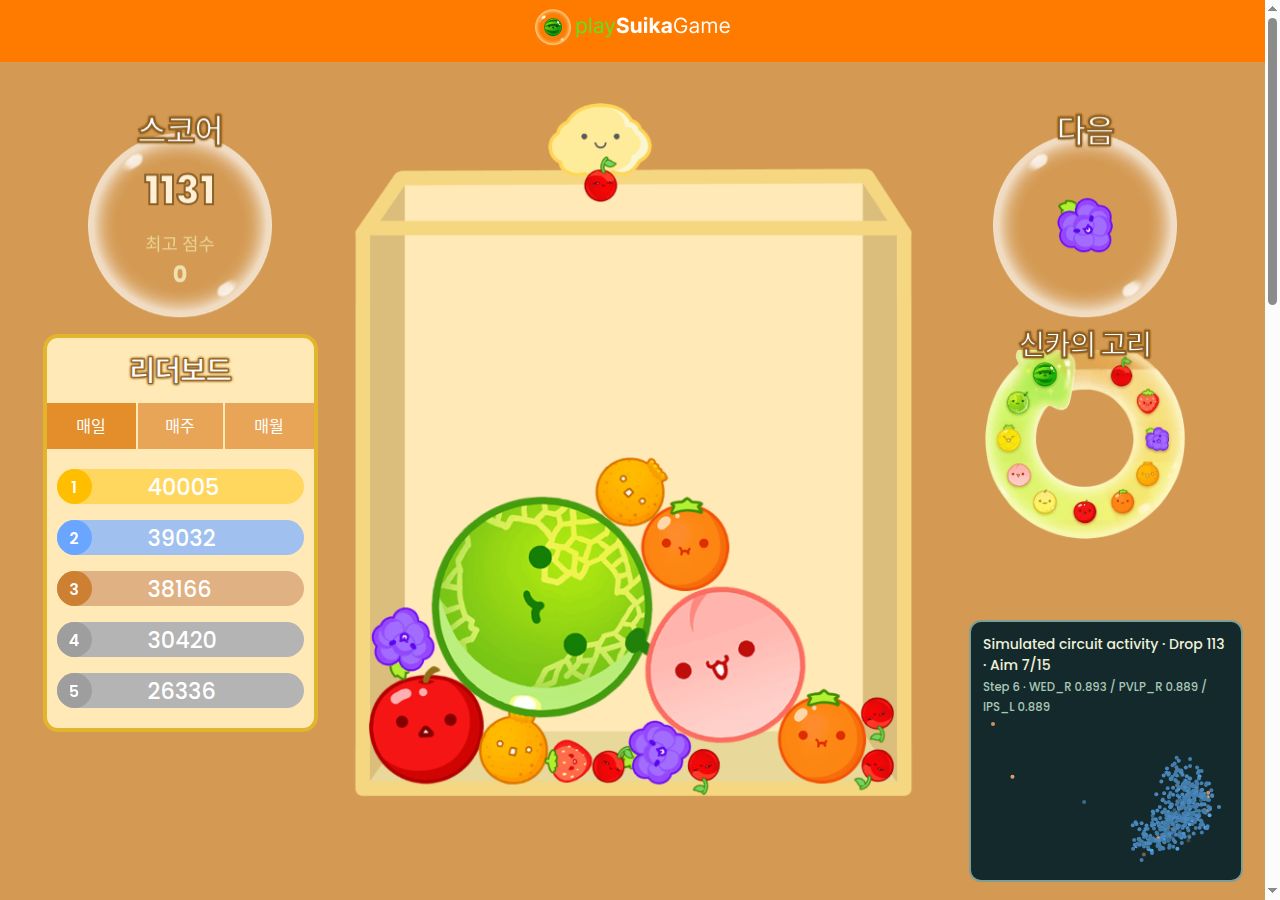 playSuikaGame
스코어
1131
최고 점수
0
다음
리더보드
매일 매주 매월
1 40005
2 39032
3 38166
4 30420
5 26336
신카의 고리
Simulated circuit activity · Drop 113
· Aim 7/15
Step 6 · WED_R 0.893 / PVLP_R 0.889 /
IPS_L 0.889